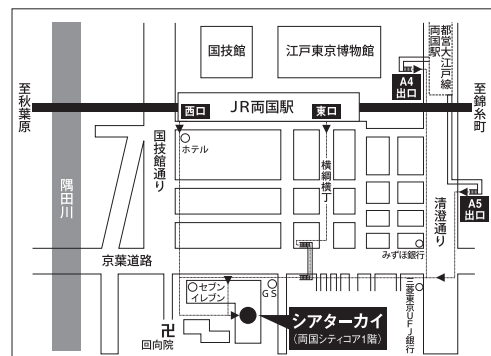 国技館
江戸東京博物館
都営大江戸線
両国駅
A4
出口
至秋葉原
西口
JR両国駅
東口
至錦糸町
国技館通り
ホテル
横綱横丁
隅田川
清澄通り
A5
出口
みずほ銀行
京葉道路
セブン
イレブン
GS
三菱東京UFJ銀行
卍
回向院
シアターカイ
(両国シティコア1階)